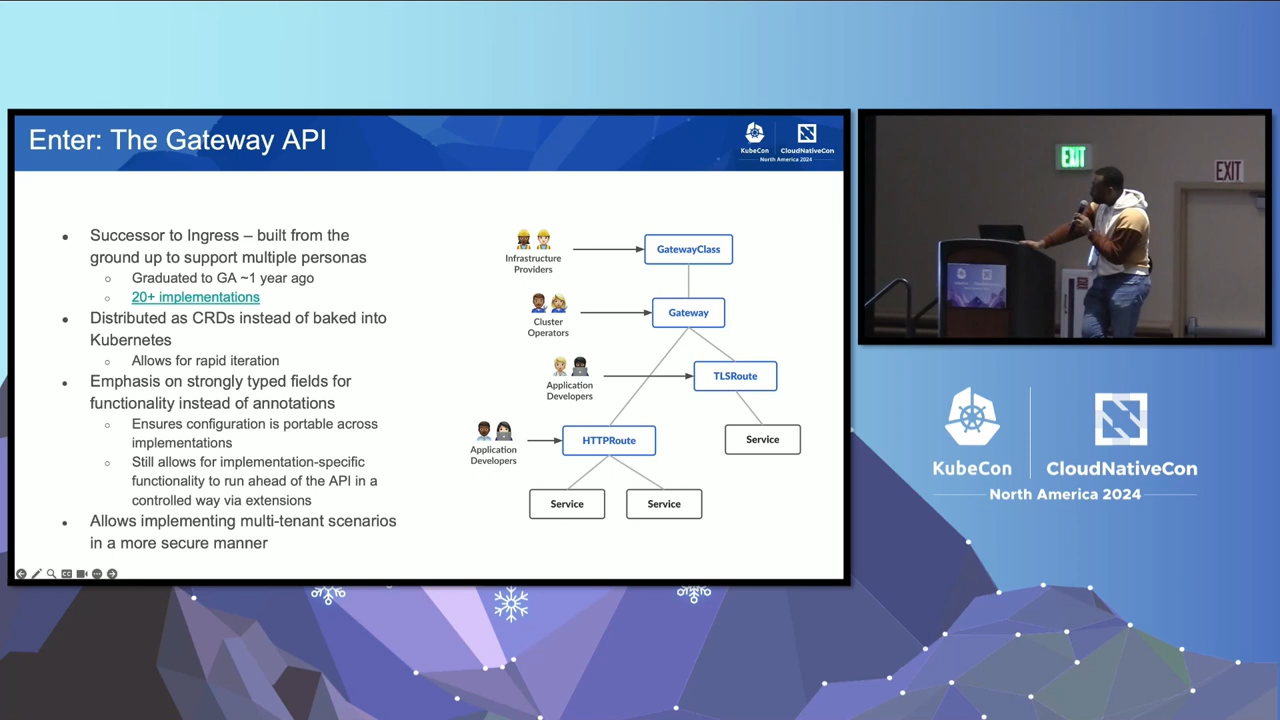 Enter: The Gateway API
KubeCon
CloudNativeCon
North America 2024
Successor to Ingress – built from the
ground up to support multiple personas
Graduated to GA ~1 year ago
20+ implementations
Distributed as CRDs instead of baked into
Kubernetes
Allows for rapid iteration
Emphasis on strongly typed fields for
functionality instead of annotations
Ensures configuration is portable across
implementations
Still allows for implementation-specific
functionality to run ahead of the API in a
controlled way via extensions
Allows implementing multi-tenant scenarios
in a more secure manner
Infrastructure
Providers
GatewayClass
Cluster
Operators
Gateway
Application
Developers
TLSRoute
Application
Developers
HTTPRoute
Service
Service
Service
EXIT
EXIT
KubeCon
CloudNativeCon
North America 2024